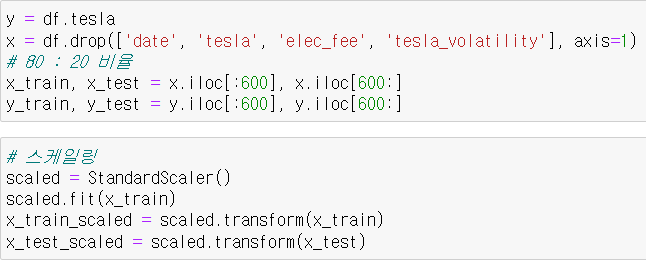 y = df.tesla
x = df.drop(['date', 'tesla', 'elec_fee', 'tesla_volatility'], axis=1)
# 80 : 20 비율
x_train, x_test = x.iloc[:600], x.iloc[600:]
y_train, y_test = y.iloc[:600], y.iloc[600:]
# 스케일링
scaled = StandardScaler()
scaled.fit(x_train)
x_train_scaled = scaled.transform(x_train)
x_test_scaled = scaled.transform(x_test)